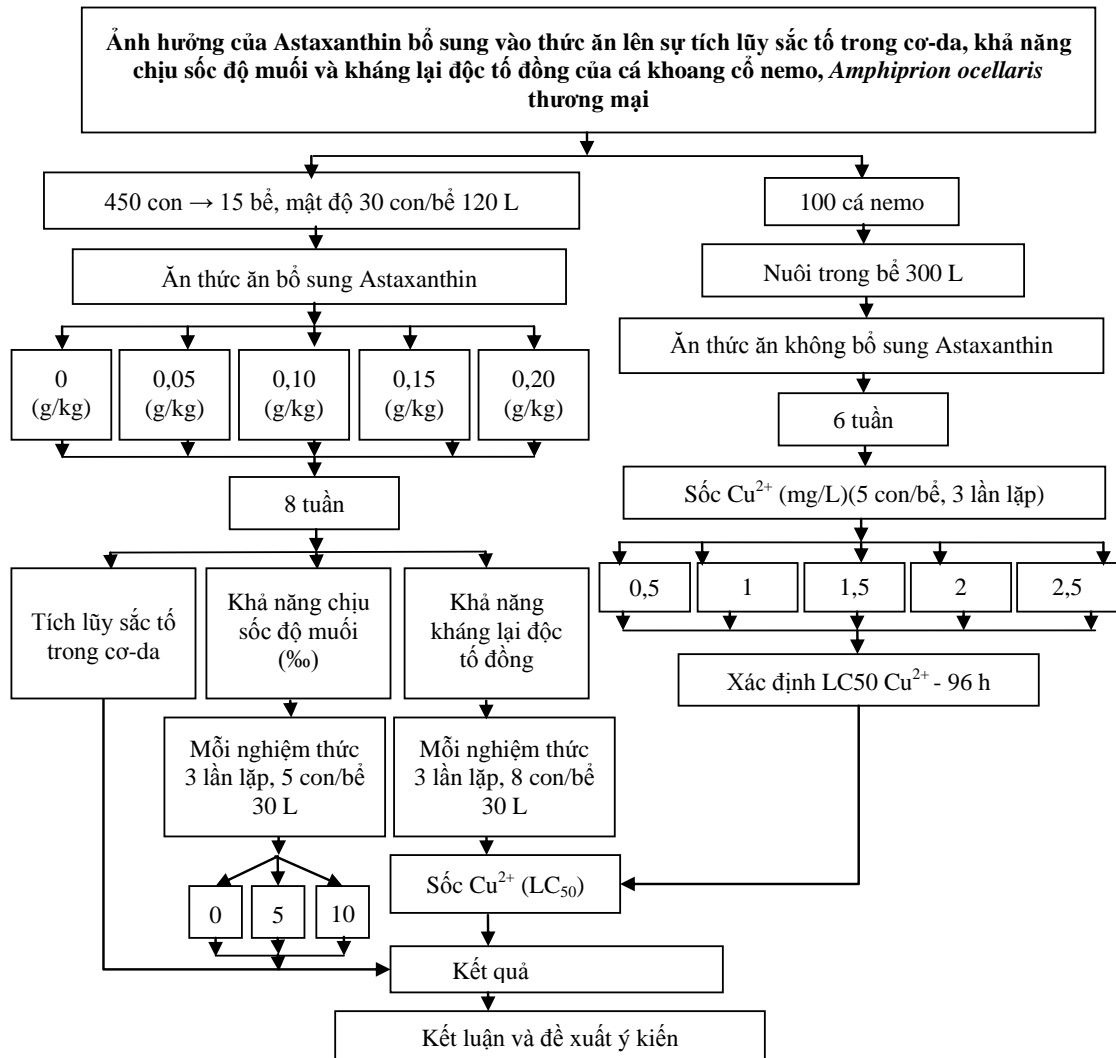 Ảnh hưởng của Astaxanthin bổ sung vào thức ăn lên sự tích lũy sắc tố trong cơ-da, khả năng
chịu sốc độ muối và kháng lại độc tố đồng của cá khoang cổ nemo, Amphiprion ocellaris
thương mại
450 con → 15 bể, mật độ 30 con/bể 120 L
100 cá nemo
Ăn thức ăn bổ sung Astaxanthin
Nuôi trong bể 300 L
Ăn thức ăn không bổ sung Astaxanthin
0
(g/kg)
0,05
(g/kg)
0,10
(g/kg)
0,15
(g/kg)
0,20
(g/kg)
6 tuần
8 tuần
Sốc Cu²⁺ (mg/L)(5 con/bể, 3 lần lặp)
0,5
1
1,5
2
2,5
Tích lũy sắc tố
trong cơ-da
Khả năng chịu
sốc độ muối
(‰)
Khả năng
kháng lại độc
tố đồng
Xác định LC50 Cu²⁺ - 96 h
Mỗi nghiệm thức
3 lần lặp, 5 con/bể
30 L
Mỗi nghiệm thức
3 lần lặp, 8 con/bể
30 L
0
5
10
Sốc Cu²⁺ (LC₅₀)
Kết quả
Kết luận và đề xuất ý kiến